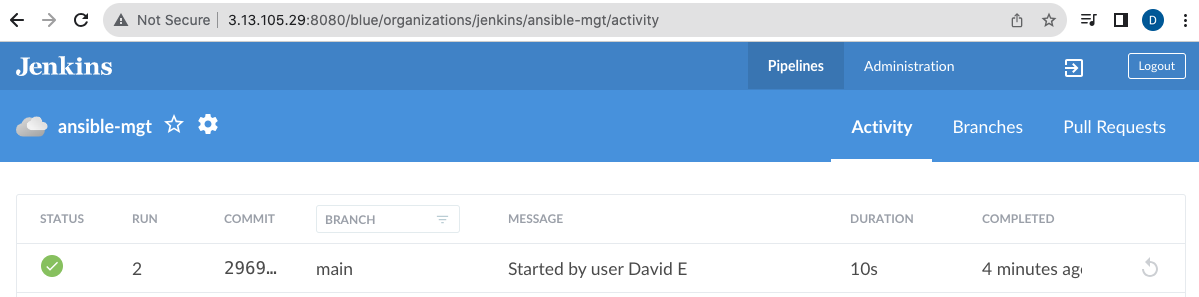 Not Secure | 3.13.105.29:8080/blue/organizations/jenkins/ansible-mgt/activity
D
Jenkins
Pipelines
Administration
Logout
ansible-mgt
Activity
Branches
Pull Requests
STATUS RUN COMMIT BRANCH MESSAGE DURATION COMPLETED
2 2969… main Started by user David E 10s 4 minutes ag